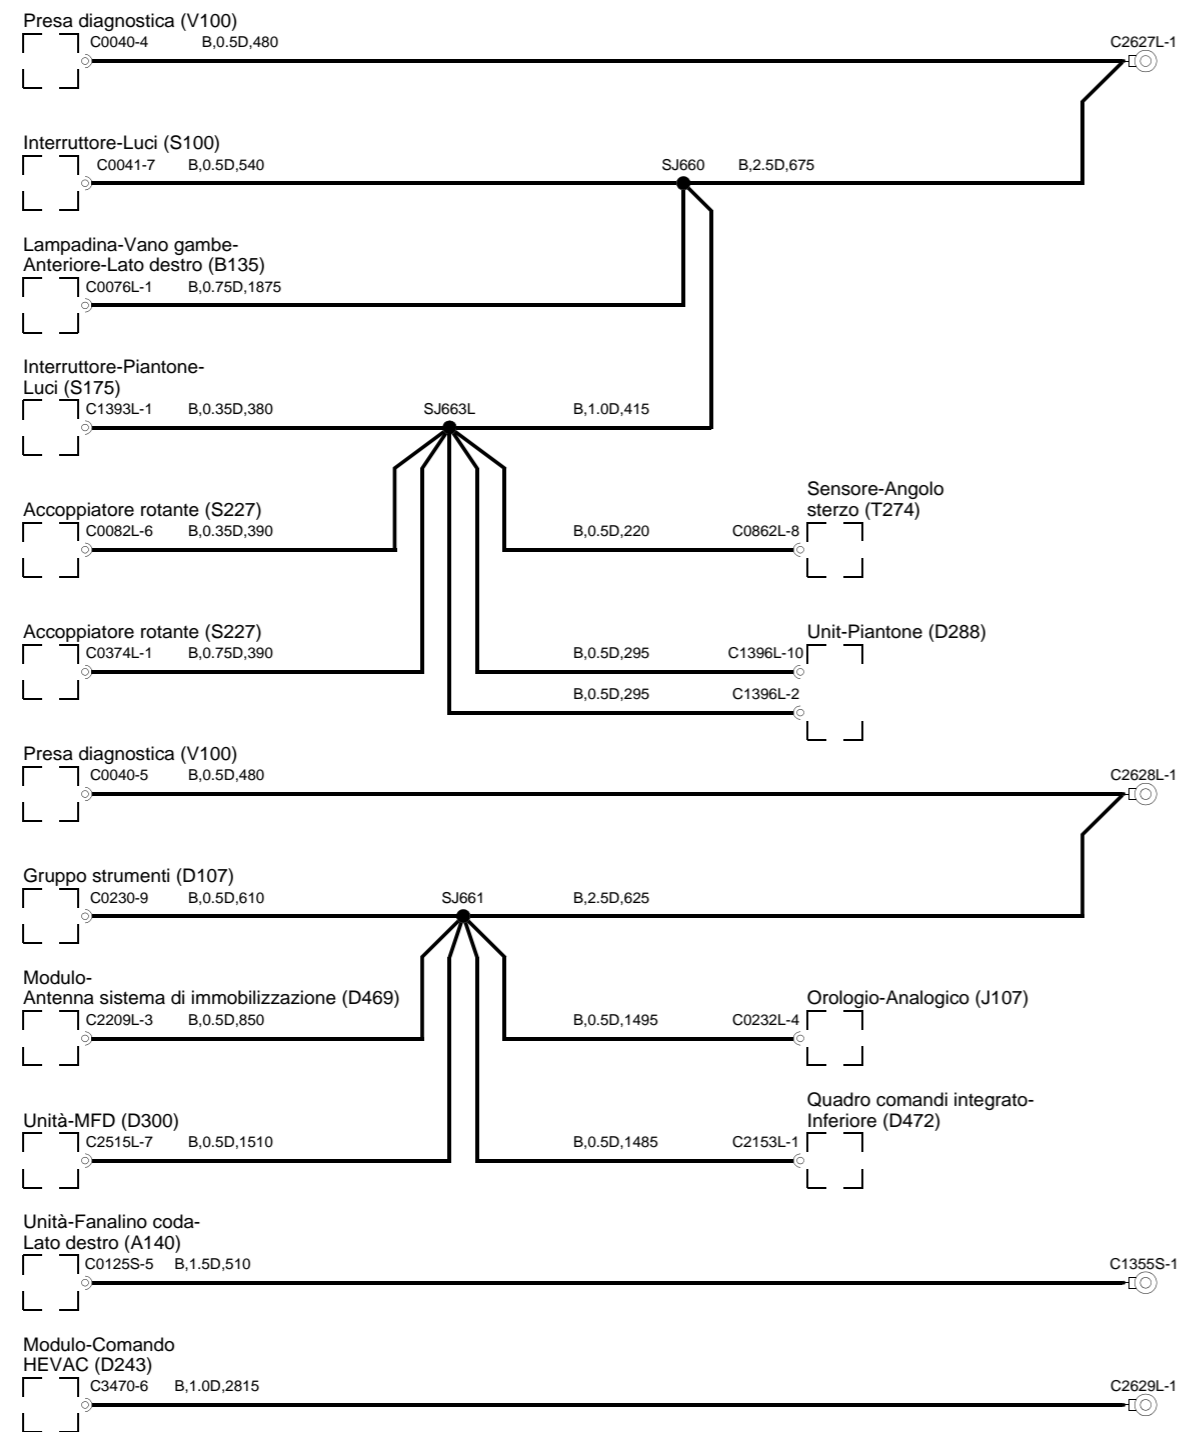 Presa diagnostica (V100)
C0040-4 B,0.5D,480 C2627L-1
Interruttore-Luci (S100)
C0041-7 B,0.5D,540 SJ660 B,2.5D,675
Lampadina-Vano gambe-
Anteriore-Lato destro (B135)
C0076L-1 B,0.75D,1875
Interruttore-Piantone-
Luci (S175)
C1393L-1 B,0.35D,380 SJ663L B,1.0D,415
Sensore-Angolo
sterzo (T274)
Accoppiatore rotante (S227)
C0082L-6 B,0.35D,390 B,0.5D,220 C0862L-8
Accoppiatore rotante (S227) Unit-Piantone (D288)
C0374L-1 B,0.75D,390 B,0.5D,295 C1396L-10
B,0.5D,295 C1396L-2
Presa diagnostica (V100)
C0040-5 B,0.5D,480 C2628L-1
Gruppo strumenti (D107)
C0230-9 B,0.5D,610 SJ661 B,2.5D,625
Modulo-
Antenna sistema di immobilizzazione (D469) Orologio-Analogico (J107)
C2209L-3 B,0.5D,850 B,0.5D,1495 C0232L-4
Quadro comandi integrato-
Unità-MFD (D300) Inferiore (D472)
C2515L-7 B,0.5D,1510 B,0.5D,1485 C2153L-1
Unità-Fanalino coda-
Lato destro (A140)
C0125S-5 B,1.5D,510 C1355S-1
Modulo-Comando
HEVAC (D243)
C3470-6 B,1.0D,2815 C2629L-1